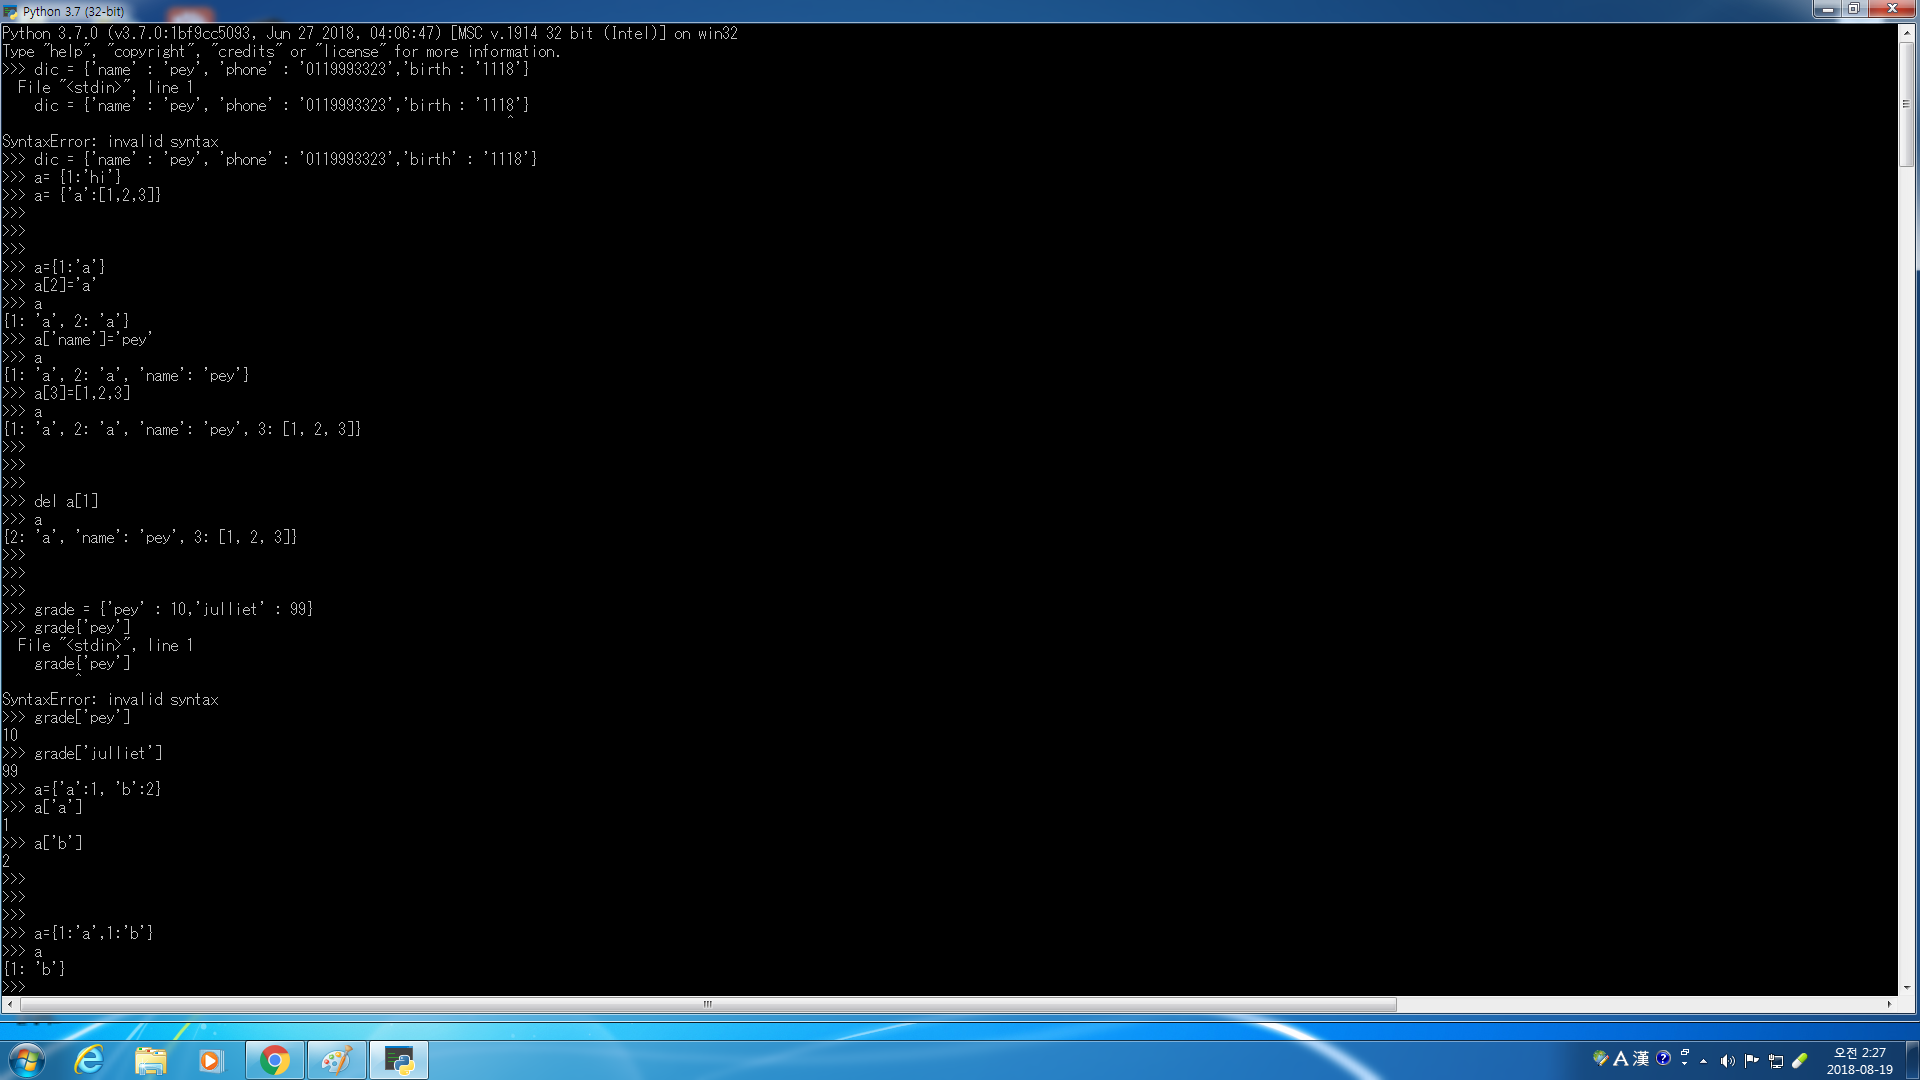 Python 3.7 (32-bit)
Python 3.7.0 (v3.7.0:1bf9cc5093, Jun 27 2018, 04:06:47) [MSC v.1914 32 bit (Intel)] on win32
Type "help", "copyright", "credits" or "license" for more information.
>>> dic = {'name' : 'pey', 'phone' : '0119993323','birth : '1118'}
  File "<stdin>", line 1
    dic = {'name' : 'pey', 'phone' : '0119993323','birth : '1118'}
                                                               ^
SyntaxError: invalid syntax
>>> dic = {'name' : 'pey', 'phone' : '0119993323','birth' : '1118'}
>>> a= {1:'hi'}
>>> a= {'a':[1,2,3]}
>>>
>>>
>>>
>>> a={1:'a'}
>>> a[2]='a'
>>> a
{1: 'a', 2: 'a'}
>>> a['name']='pey'
>>> a
{1: 'a', 2: 'a', 'name': 'pey'}
>>> a[3]=[1,2,3]
>>> a
{1: 'a', 2: 'a', 'name': 'pey', 3: [1, 2, 3]}
>>>
>>>
>>>
>>> del a[1]
>>> a
{2: 'a', 'name': 'pey', 3: [1, 2, 3]}
>>>
>>>
>>>
>>> grade = {'pey' : 10,'julliet' : 99}
>>> grade{'pey']
  File "<stdin>", line 1
    grade{'pey']
         ^
SyntaxError: invalid syntax
>>> grade['pey']
10
>>> grade['julliet']
99
>>> a={'a':1, 'b':2}
>>> a['a']
1
>>> a['b']
2
>>>
>>>
>>>
>>> a={1:'a',1:'b'}
>>> a
{1: 'b'}
>>>
A 漢
오전 2:27
2018-08-19